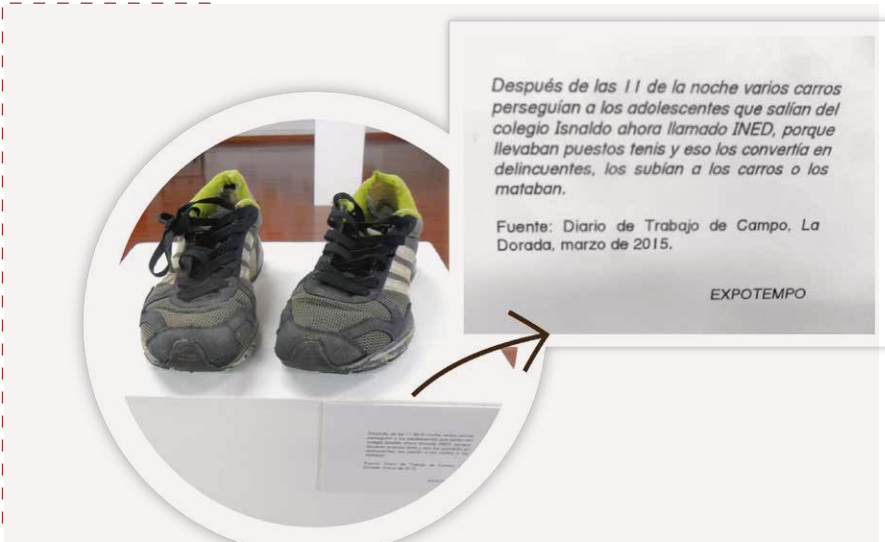 Después de las 11 de la noche varios carros
perseguían a los adolescentes que salían del
colegio Isnaldo ahora llamado INED, porque
llevaban puestos tenis y eso los convertía en
delincuentes, los subían a los carros o los
mataban.
Fuente: Diario de Trabajo de Campo, La
Dorada, marzo de 2015.
EXPOTEMPO